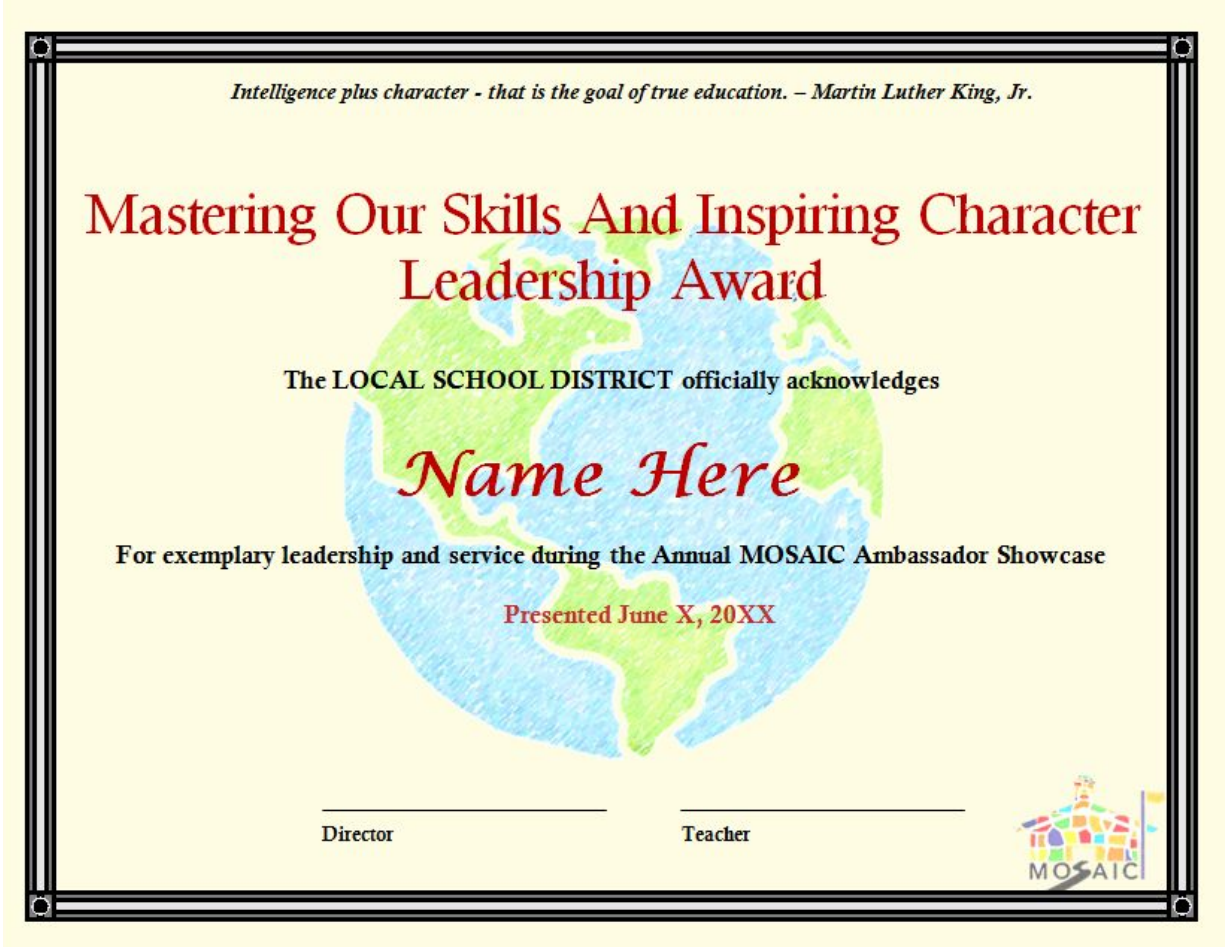 Intelligence plus character - that is the goal of true education. – Martin Luther King, Jr.
Mastering Our Skills And Inspiring Character
Leadership Award
The LOCAL SCHOOL DISTRICT officially acknowledges
Name Here
For exemplary leadership and service during the Annual MOSAIC Ambassador Showcase
Presented June X, 20XX
Director
Teacher
MOSAIC